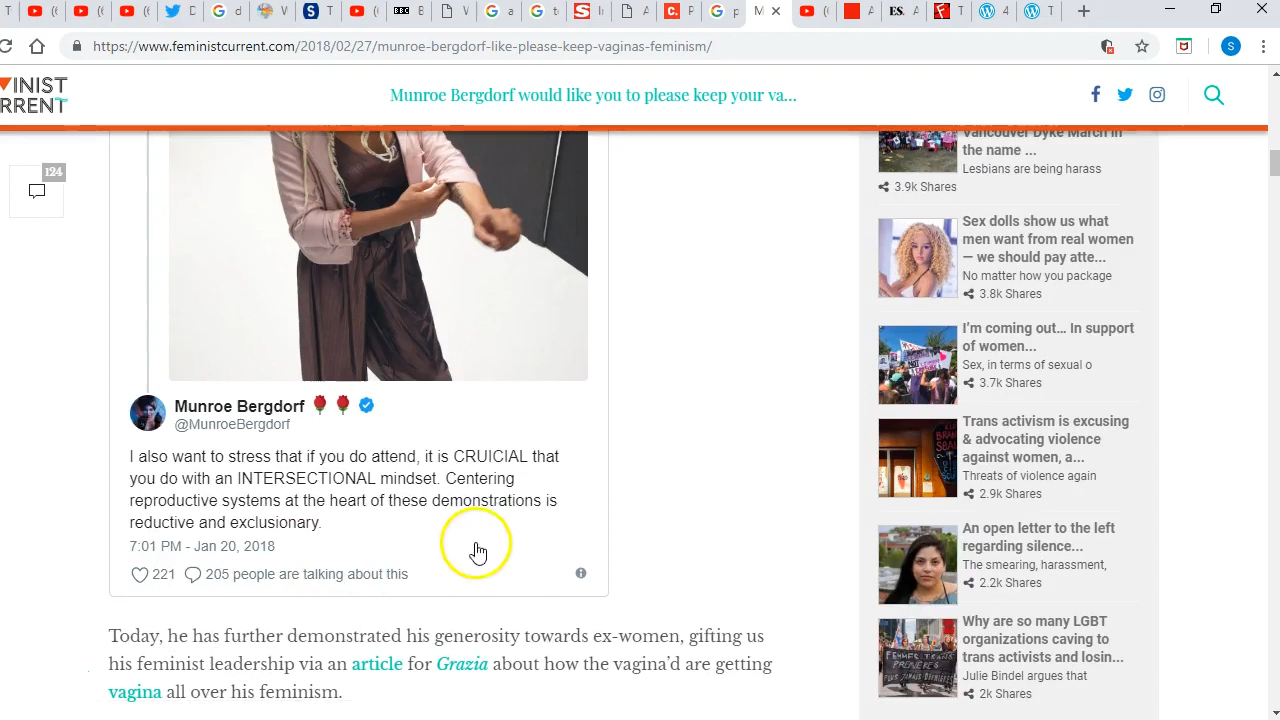 https://www.feministcurrent.com/2018/02/27/munroe-bergdorf-like-please-keep-vaginas-feminism/
INIST
RRENT
Munroe Bergdorf would like you to please keep your va...
124
Munroe Bergdorf
@MunroeBergdorf
I also want to stress that if you do attend, it is CRUICIAL that
you do with an INTERSECTIONAL mindset. Centering
reproductive systems at the heart of these demonstrations is
reductive and exclusionary.
7:01 PM - Jan 20, 2018
221 205 people are talking about this
Today, he has further demonstrated his generosity towards ex-women, gifting us
his feminist leadership via an article for Grazia about how the vagina'd are getting
vagina all over his feminism.
Vancouver Dyke March in
the name ...
Lesbians are being harass
3.9k Shares
Sex dolls show us what
men want from real women
— we should pay atte...
No matter how you package
3.8k Shares
I'm coming out... In support
of women...
Sex, in terms of sexual o
3.7k Shares
Trans activism is excusing
& advocating violence
against women, a...
Threats of violence again
2.9k Shares
An open letter to the left
regarding silence...
The smearing, harassment,
2.2k Shares
Why are so many LGBT
organizations caving to
trans activists and losin...
Julie Bindel argues that
2k Shares